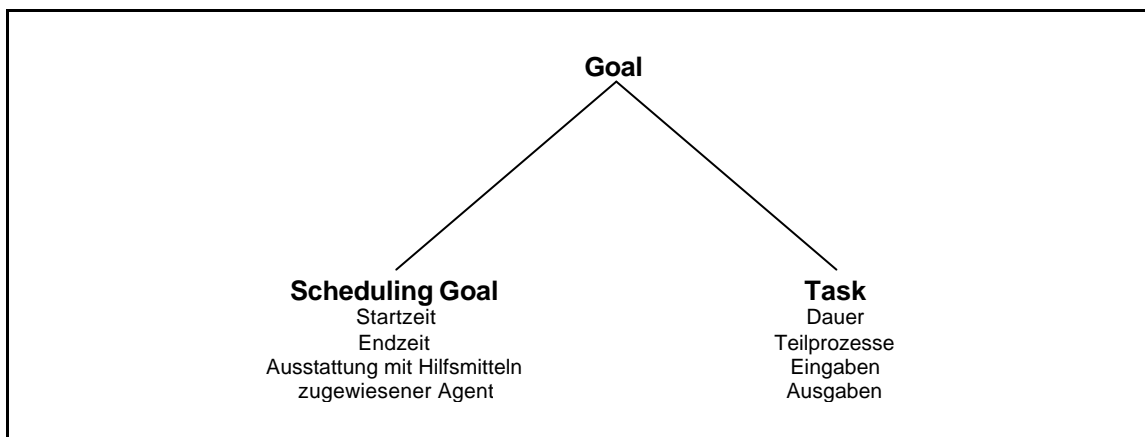 Goal
Scheduling Goal
Startzeit
Endzeit
Ausstattung mit Hilfsmitteln
zugewiesener Agent
Task
Dauer
Teilprozesse
Eingaben
Ausgaben